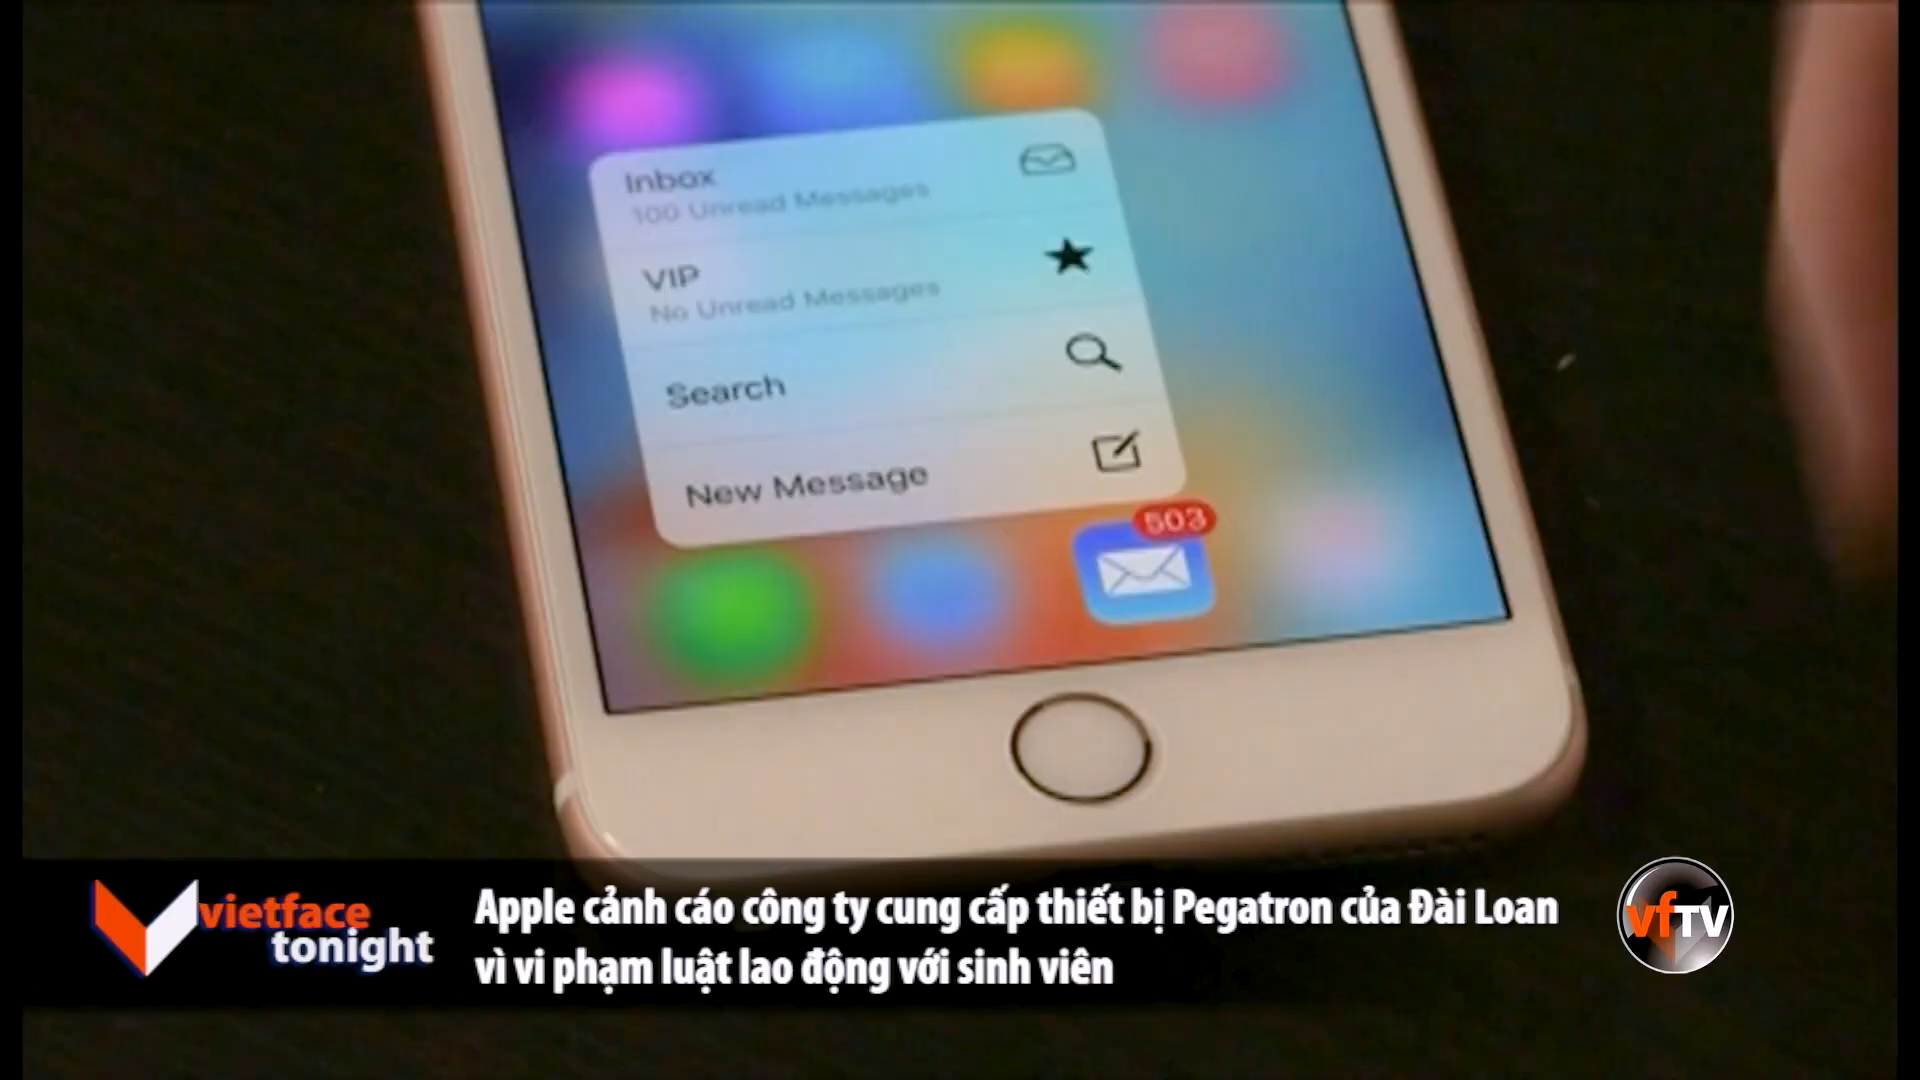 Inbox
100 Unread Messages
VIP
No Unread Messages
Search
New Message
503
vietface
tonight
Apple cảnh cáo công ty cung cấp thiết bị Pegatron của Đài Loan
vì vi phạm luật lao động với sinh viên
vfTV